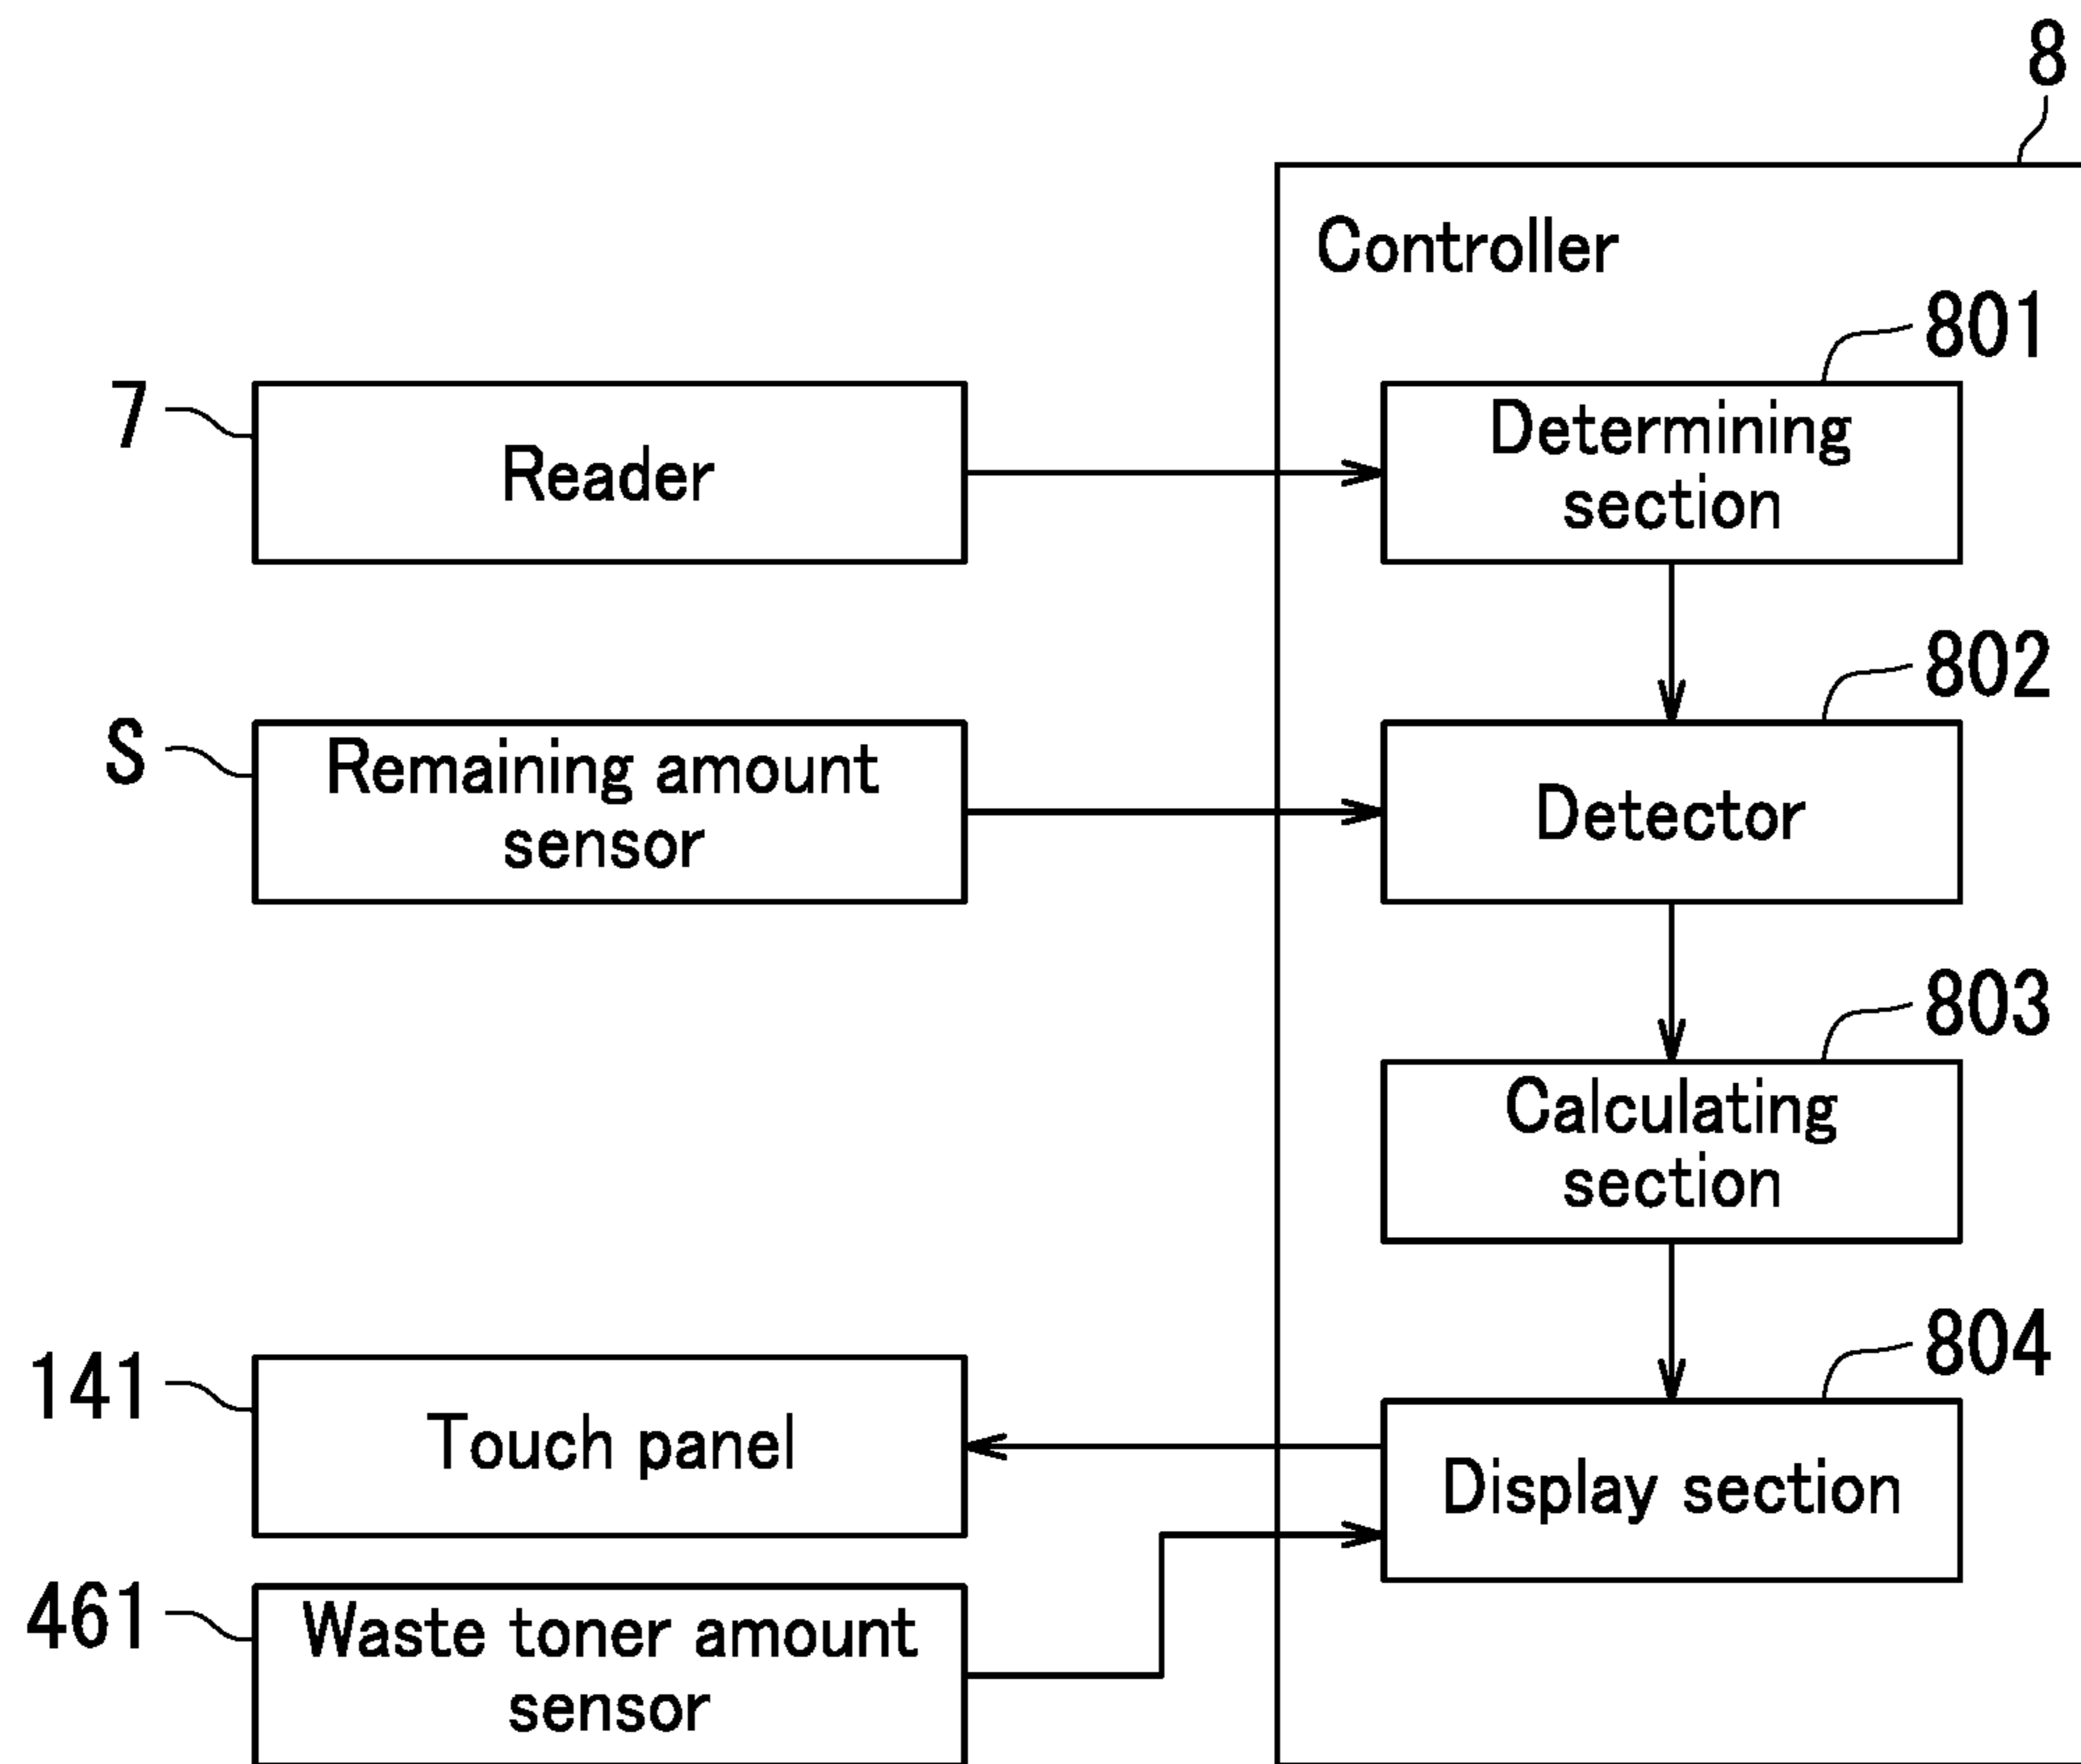 8
Controller
801
7
Reader
Determining
section
802
S
Remaining amount
sensor
Detector
803
Calculating
section
804
141
Touch panel
Display section
461
Waste toner amount
sensor